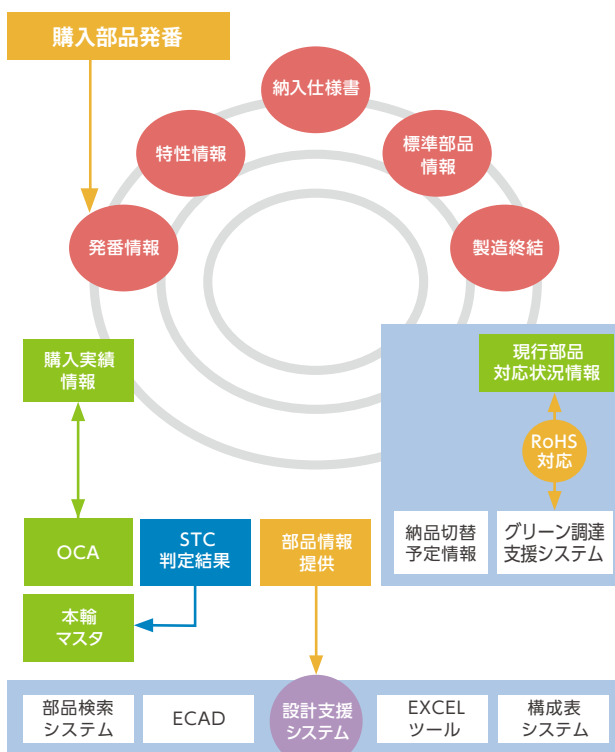 購入部品発番
納入仕様書
特性情報
標準部品
情報
発番情報
製造終結
購入実績
情報
現行部品
対応状況情報
RoHS
対応
OCA
STC
判定結果
部品情報
提供
納品切替
予定情報
グリーン調達
支援システム
本輸
マスタ
部品検索
システム
ECAD
設計支援
システム
EXCEL
ツール
構成表
システム